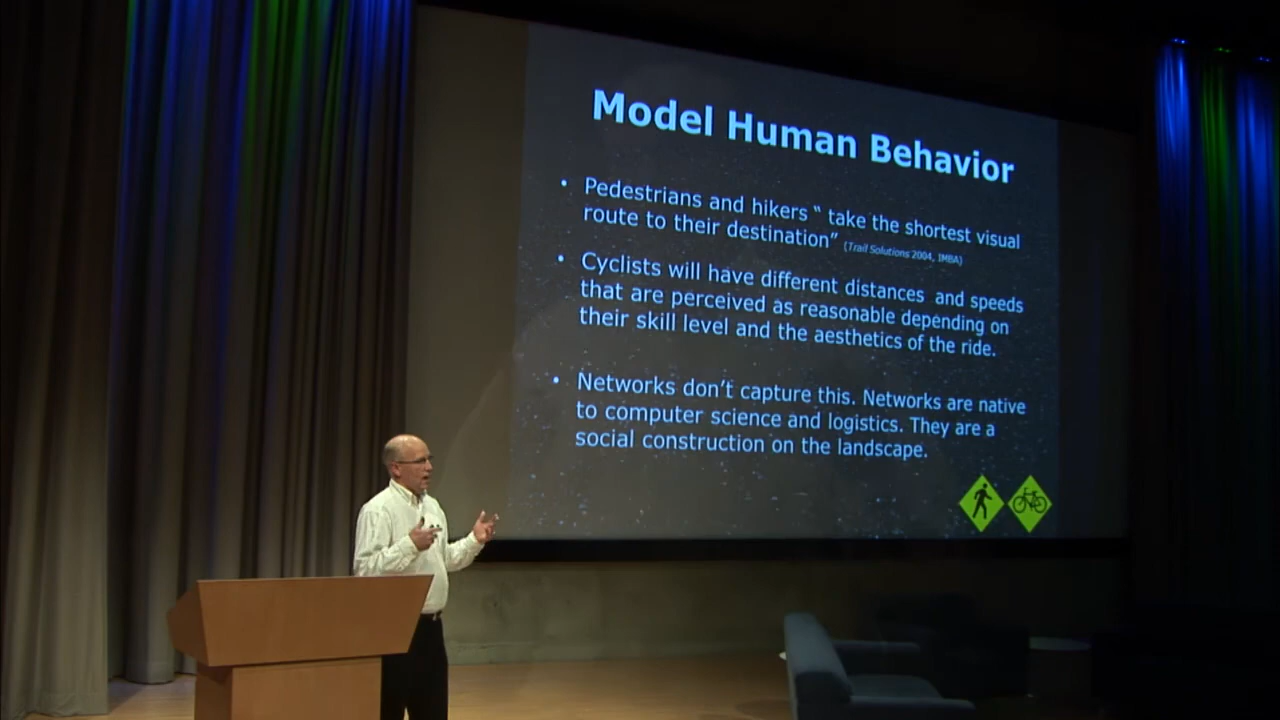 Model Human Behavior
• Pedestrians and hikers “ take the shortest visual
route to their destination” (Trail Solutions 2004, IMBA)
• Cyclists will have different distances  and speeds
that are perceived as reasonable depending on
their skill level and the aesthetics of the ride.
• Networks don’t capture this. Networks are native
to computer science and logistics. They are a
social construction on the landscape.